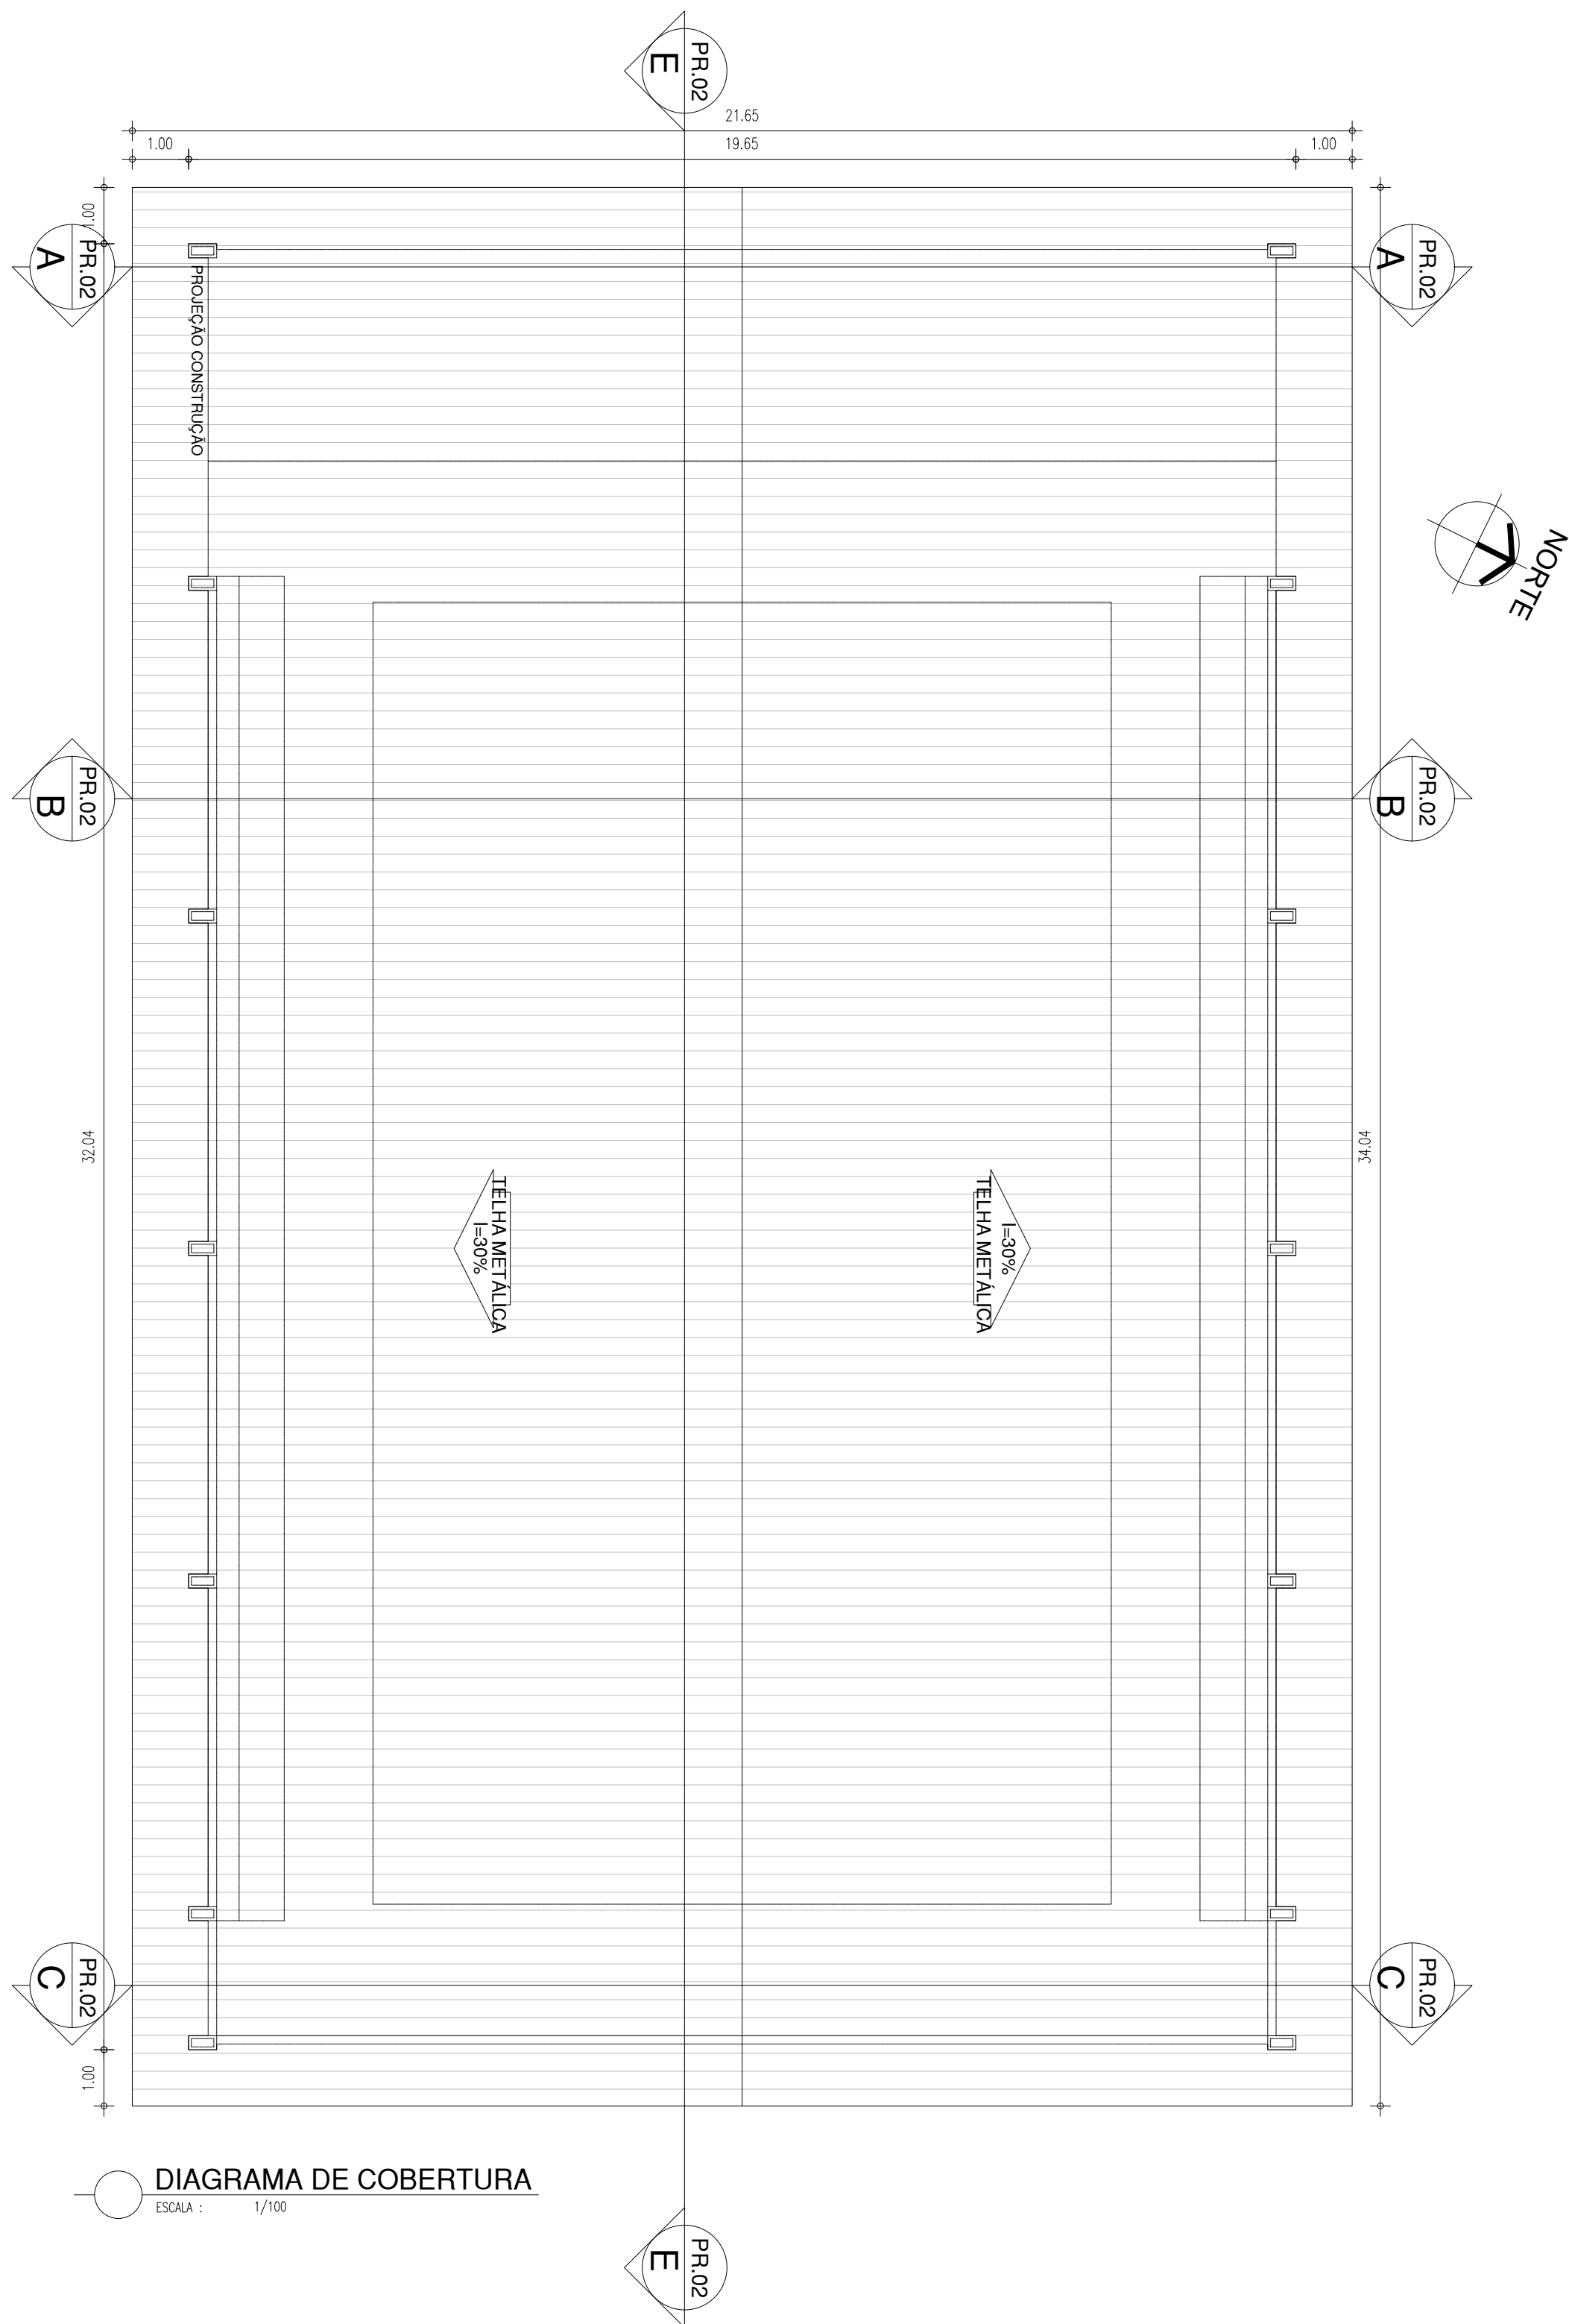 PR.02
E
21.65
1.00
19.65
1.00
1.00
PR.02
A
PR.02
A
PROJEÇÃO CONSTRUÇÃO
NORTE
PR.02
B
PR.02
B
32.04
34.04
TELHA METÁLICA
I=30%
I=30%
TELHA METÁLICA
PR.02
C
PR.02
C
1.00
DIAGRAMA DE COBERTURA
ESCALA : 1/100
PR.02
E